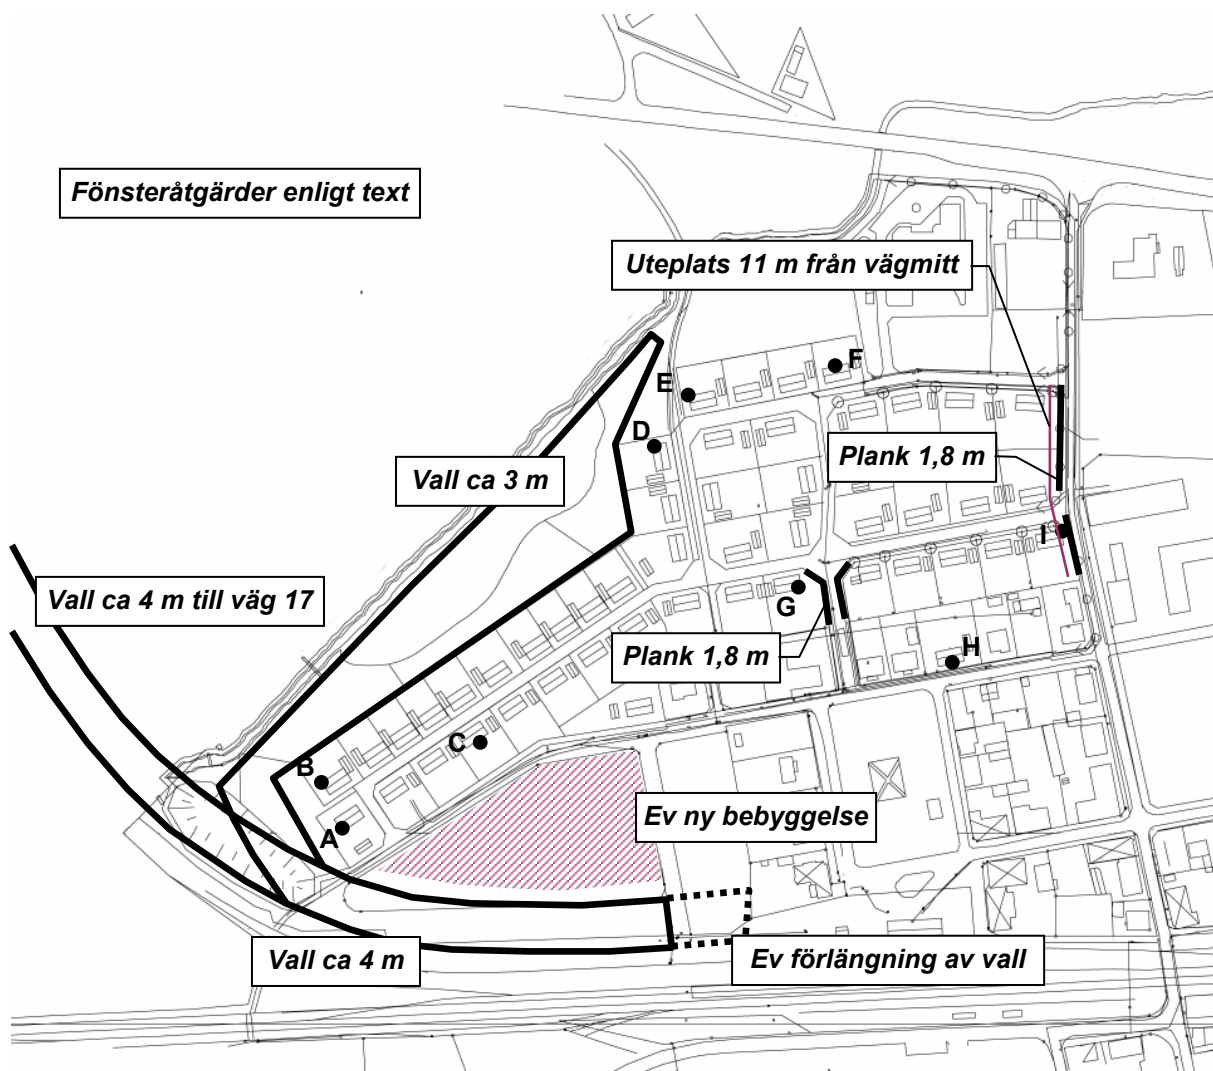 Fönsteråtgärder enligt text
Uteplats 11 m från vägmitt
F
E
D
Plank 1,8 m
Vall ca 3 m
I
Vall ca 4 m till väg 17
G
Plank 1,8 m
H
C
B
Ev ny bebyggelse
A
Vall ca 4 m
Ev förlängning av vall